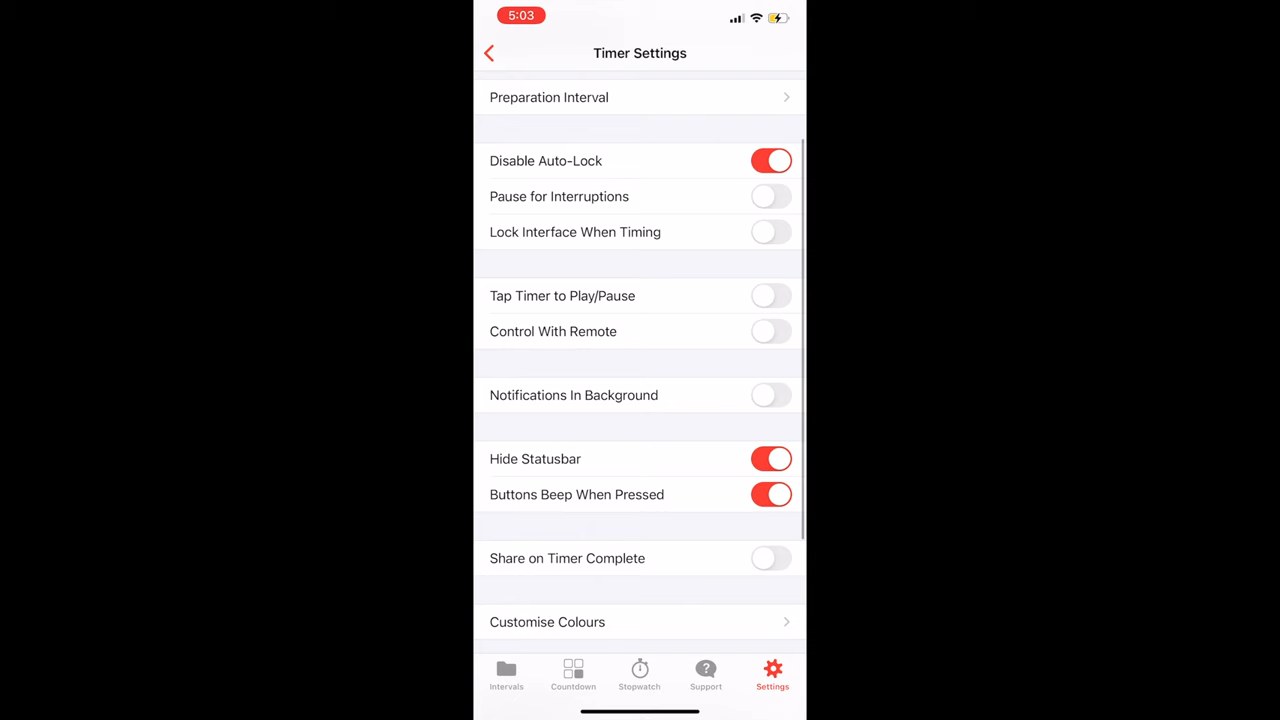 5:03
Timer Settings
Preparation Interval
Disable Auto-Lock
Pause for Interruptions
Lock Interface When Timing
Tap Timer to Play/Pause
Control With Remote
Notifications In Background
Hide Statusbar
Buttons Beep When Pressed
Share on Timer Complete
Customise Colours
Intervals Countdown Stopwatch Support Settings